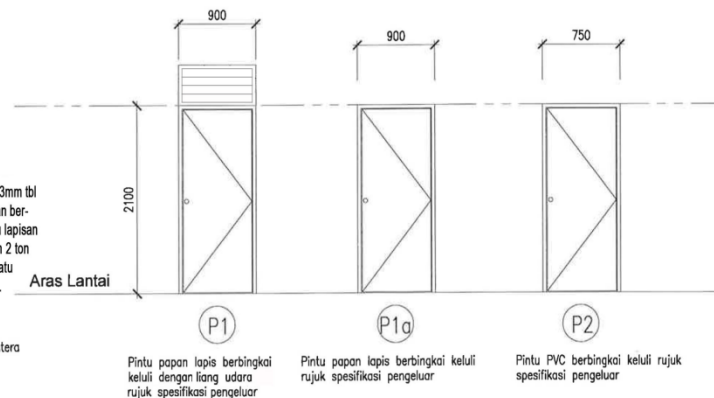 900
900
750
3mm tbl
n ber-
lapisan
2 ton
atu
2100
Aras Lantai
tera
P1
P1a
P2
Pintu papan lapis berbingkai
keluli dengan liang udara
rujuk spesifikasi pengeluar
Pintu papan lapis berbingkai keluli
rujuk spesifikasi pengeluar
Pintu PVC berbingkai keluli rujuk
spesifikasi pengeluar